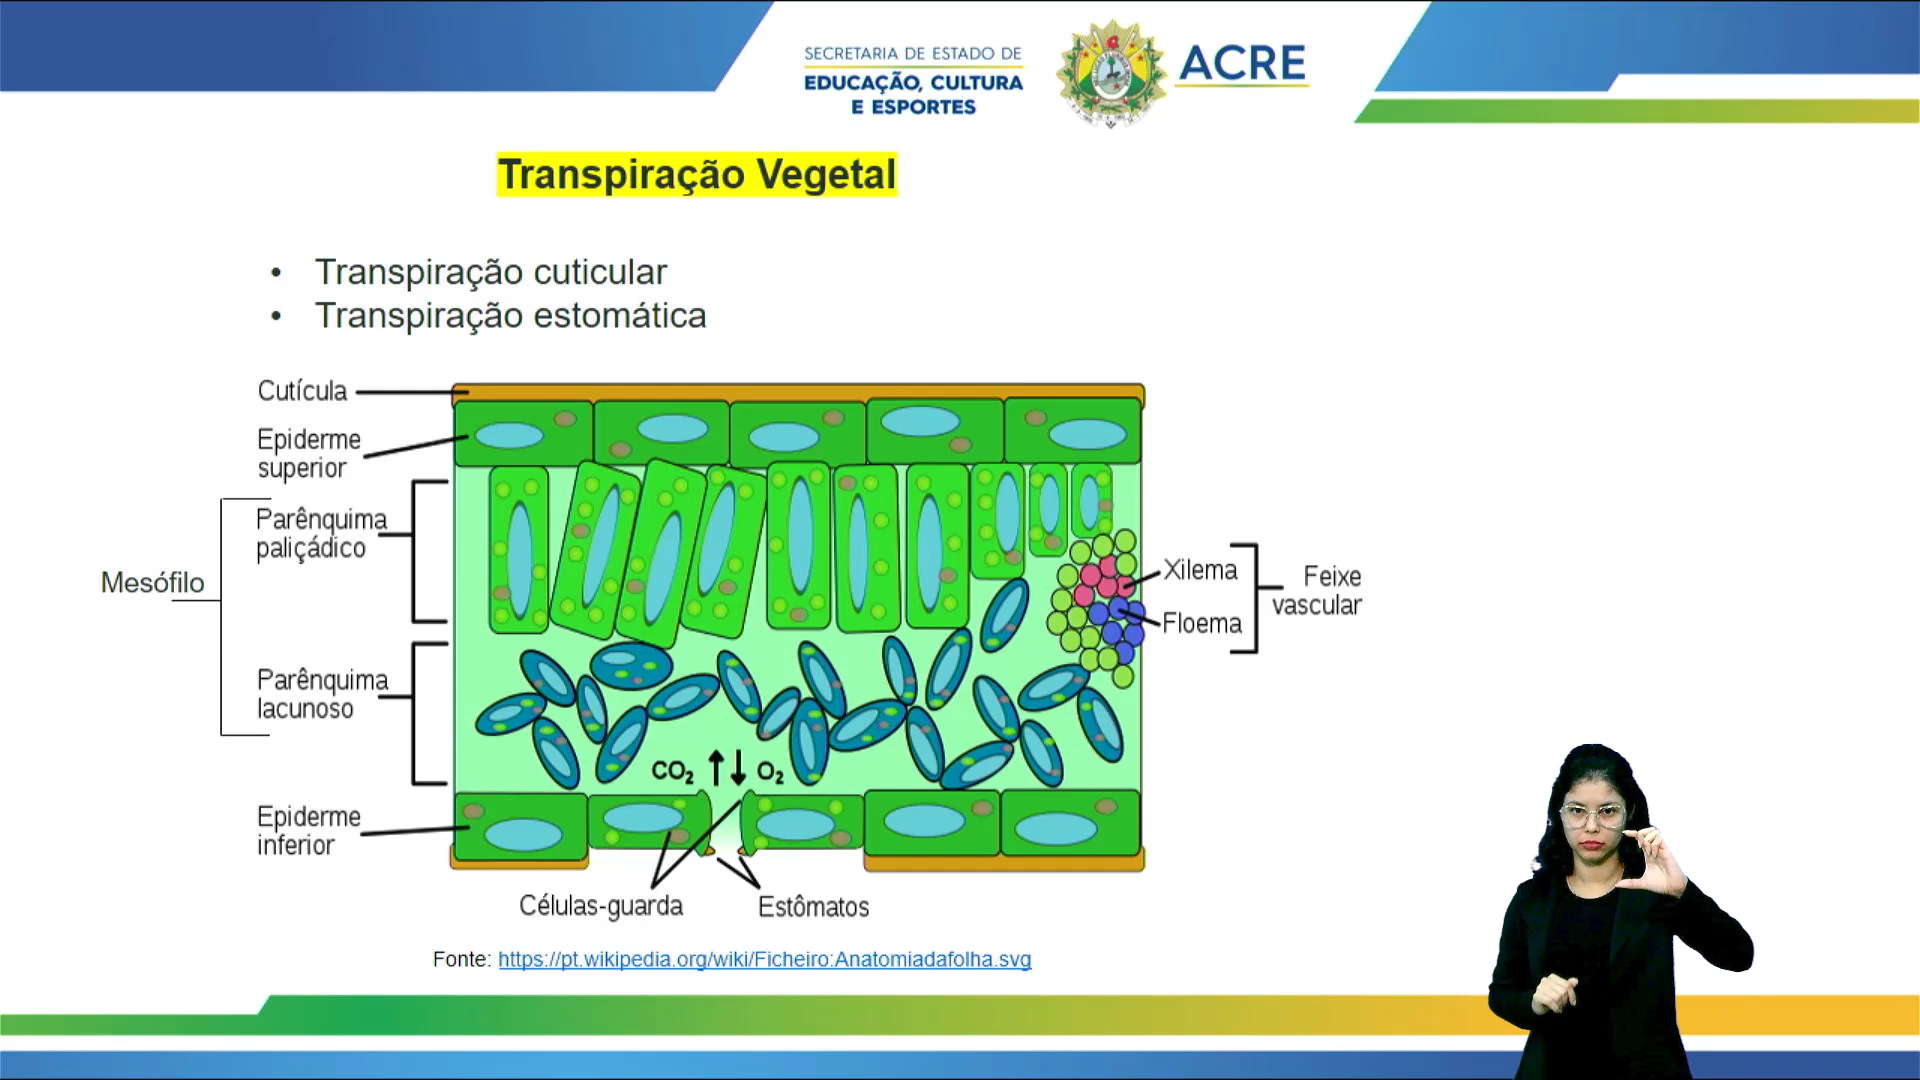 SECRETARIA DE ESTADO DE
EDUCAÇÃO, CULTURA
E ESPORTES
ACRE
Transpiração Vegetal
• Transpiração cuticular
• Transpiração estomática
Cutícula
Epiderme
superior
Parênquima
paliçádico
Mesófilo
Xilema
Floema
Feixe
vascular
Parênquima
lacunoso
CO₂
O₂
Epiderme
inferior
Células-guarda
Estômatos
Fonte: https://pt.wikipedia.org/wiki/Ficheiro:Anatomiadafolha.svg